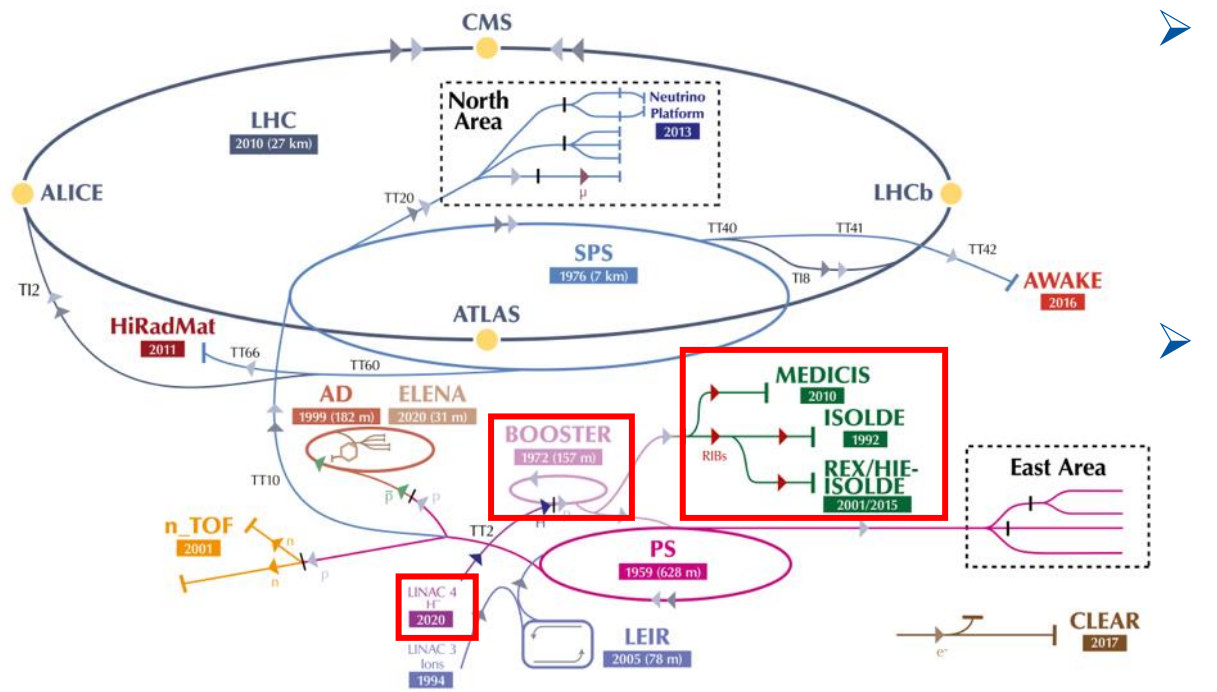 CMS
North
Area
Neutrino
Platform
2013
LHC
2010 (27 km)
ALICE
LHCb
TT20
μ
TT40
TT41
TT42
SPS
1976 (7 km)
TI8
AWAKE
2016
TI2
ATLAS
HiRadMat
2011
TT66
TT60
MEDICIS
2010
AD
1999 (182 m)
ELENA
2020 (31 m)
ISOLDE
1992
BOOSTER
1972 (157 m)
RIBs
REX/HIE-
ISOLDE
2001/2015
East Area
TT10
p̄
p
n_TOF
2001
n
n
p
TT2
PS
1959 (628 m)
LINAC 4
H⁻
2020
LINAC 3
Ions
1994
LEIR
2005 (78 m)
CLEAR
2017
e⁻